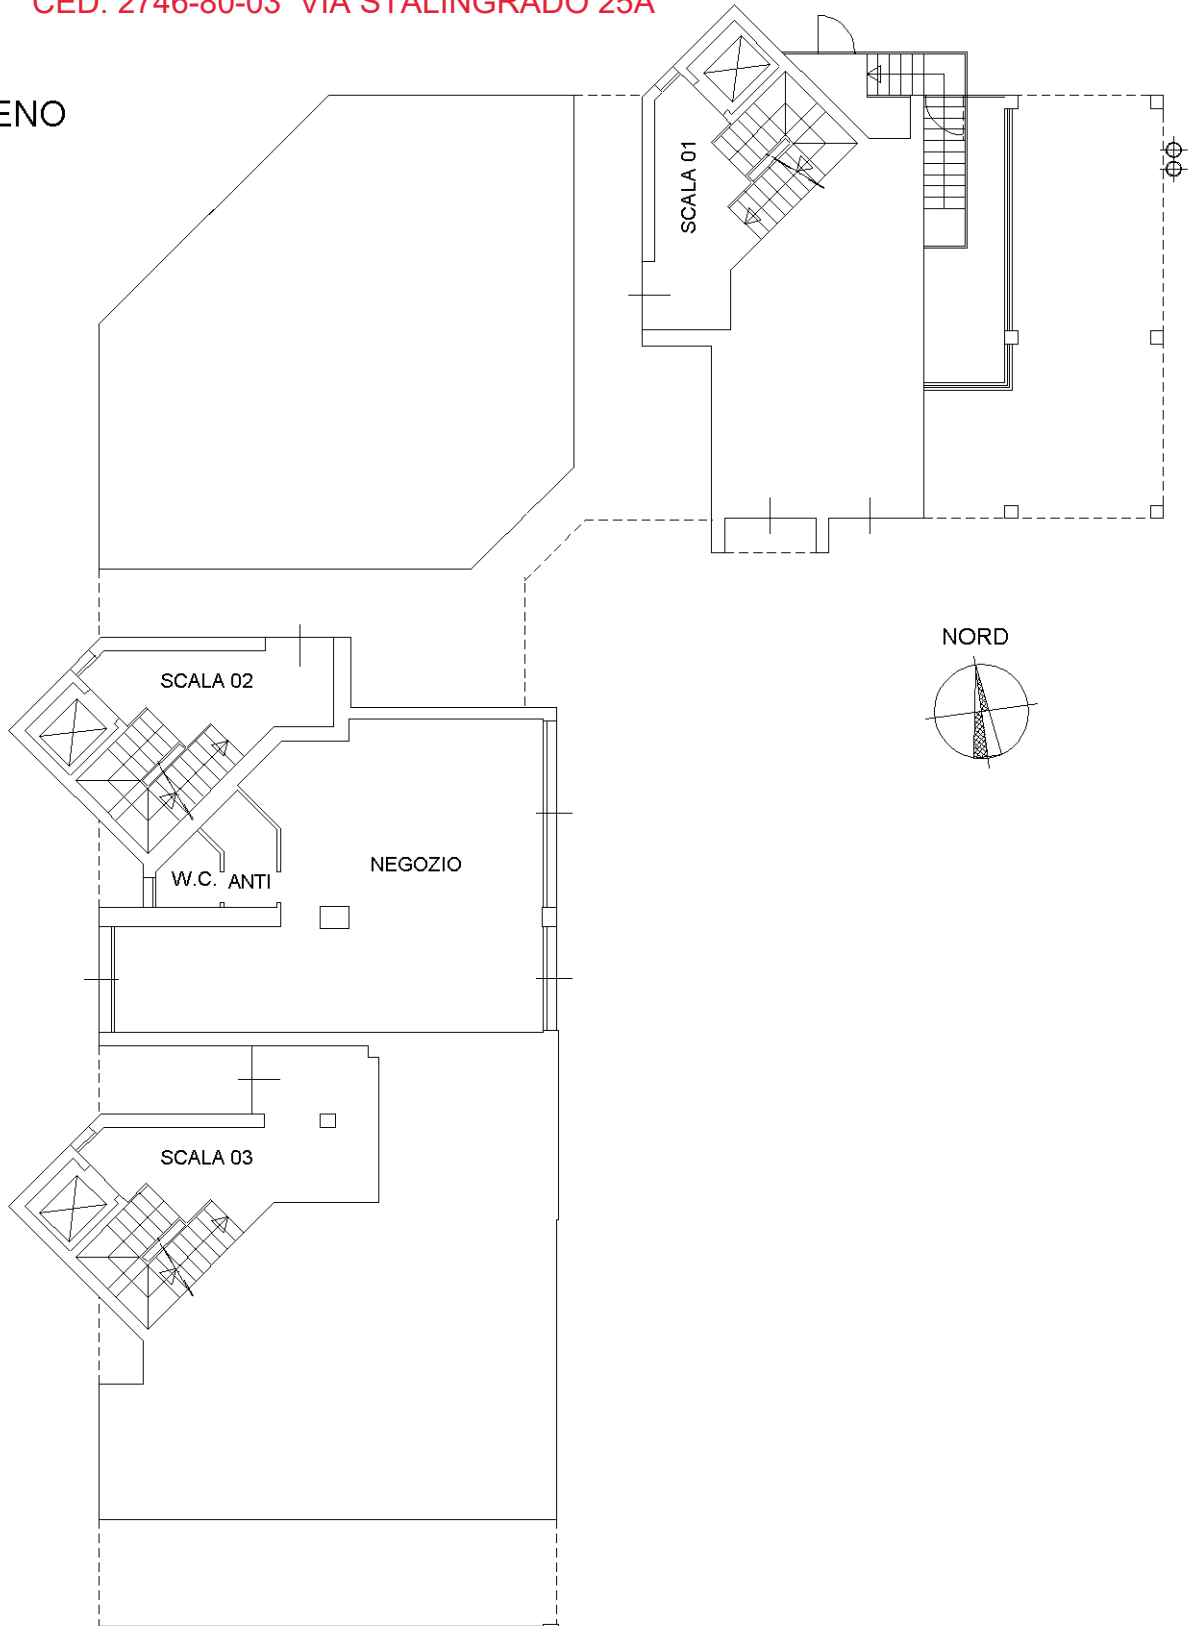 CED. 2746-80-03 VIA STALINGRADO 25A
ENO
SCALA 01
NORD
SCALA 02
NEGOZIO
W.C. ANTI
SCALA 03